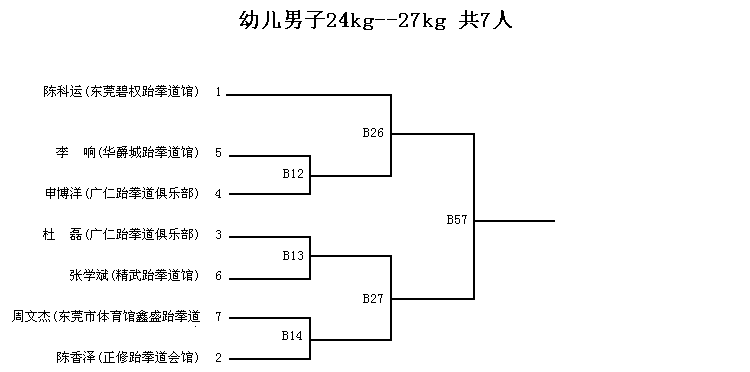 幼儿男子24kg--27kg 共7人
陈科运(东莞碧权跆拳道馆) 1
B26
李 响(华爵城跆拳道馆) 5
B12
申博洋(广仁跆拳道俱乐部) 4
B57
杜 磊(广仁跆拳道俱乐部) 3
B13
张学斌(精武跆拳道馆) 6
B27
周文杰(东莞市体育馆鑫盛跆拳道 7
B14
陈香泽(正修跆拳道会馆) 2